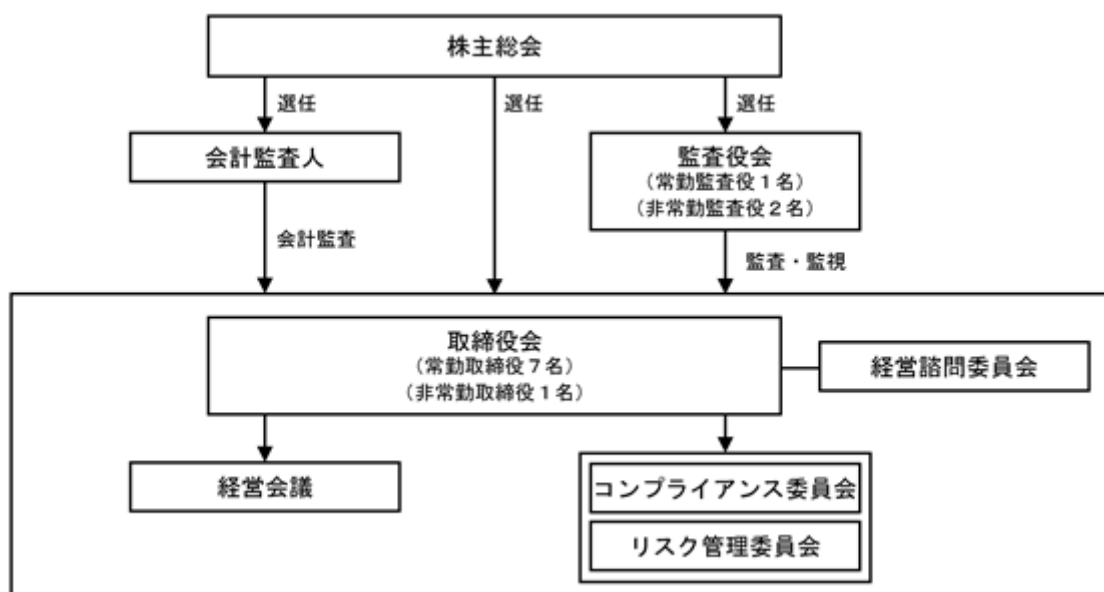 株主総会
選任
選任
選任
会計監査人
監査役会
（常勤監査役１名）
（非常勤監査役２名）
会計監査
監査・監視
取締役会
（常勤取締役７名）
（非常勤取締役１名）
経営諮問委員会
経営会議
コンプライアンス委員会
リスク管理委員会